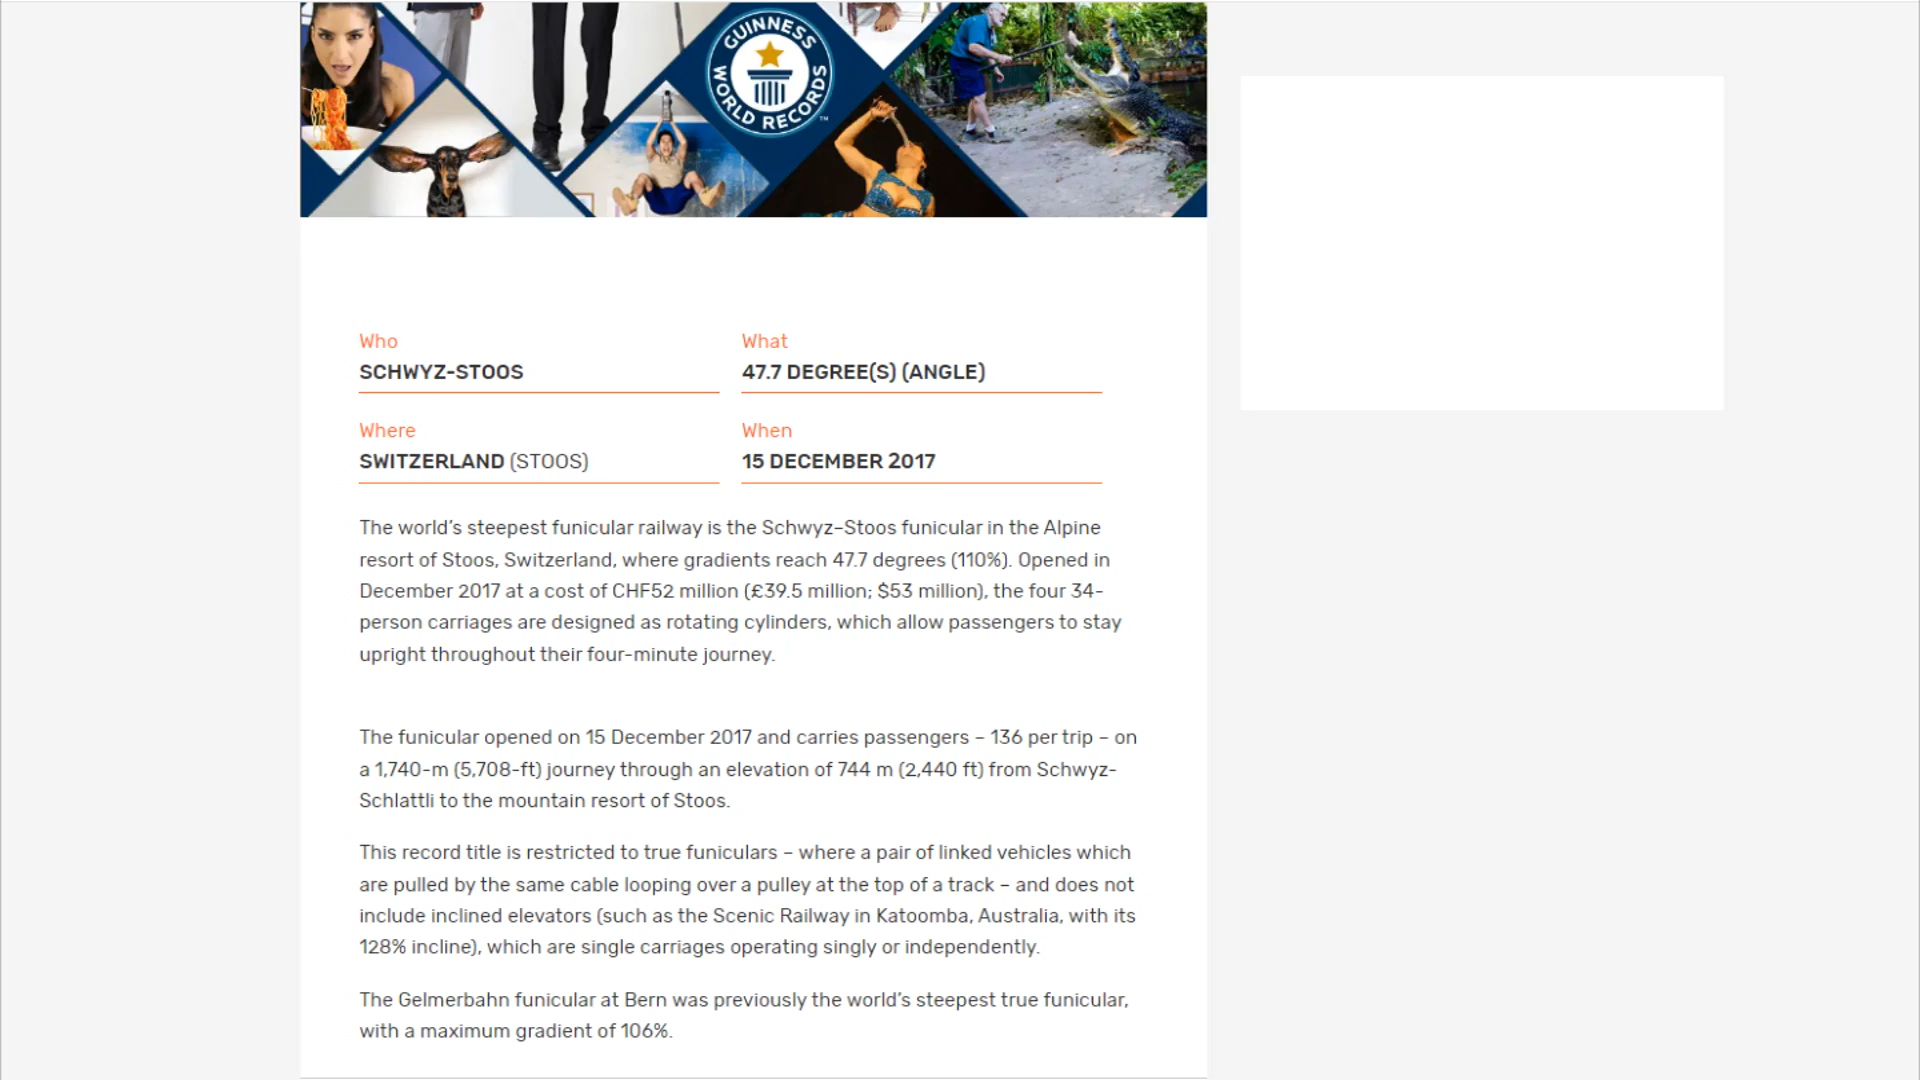 GUINNESS
WORLD RECORDS
™
Who
SCHWYZ-STOOS
What
47.7 DEGREE(S) (ANGLE)
Where
SWITZERLAND (STOOS)
When
15 DECEMBER 2017
The world’s steepest funicular railway is the Schwyz–Stoos funicular in the Alpine
resort of Stoos, Switzerland, where gradients reach 47.7 degrees (110%). Opened in
December 2017 at a cost of CHF52 million (£39.5 million; $53 million), the four 34-
person carriages are designed as rotating cylinders, which allow passengers to stay
upright throughout their four-minute journey.
The funicular opened on 15 December 2017 and carries passengers – 136 per trip – on
a 1,740-m (5,708-ft) journey through an elevation of 744 m (2,440 ft) from Schwyz-
Schlattli to the mountain resort of Stoos.
This record title is restricted to true funiculars – where a pair of linked vehicles which
are pulled by the same cable looping over a pulley at the top of a track – and does not
include inclined elevators (such as the Scenic Railway in Katoomba, Australia, with its
128% incline), which are single carriages operating singly or independently.
The Gelmerbahn funicular at Bern was previously the world’s steepest true funicular,
with a maximum gradient of 106%.